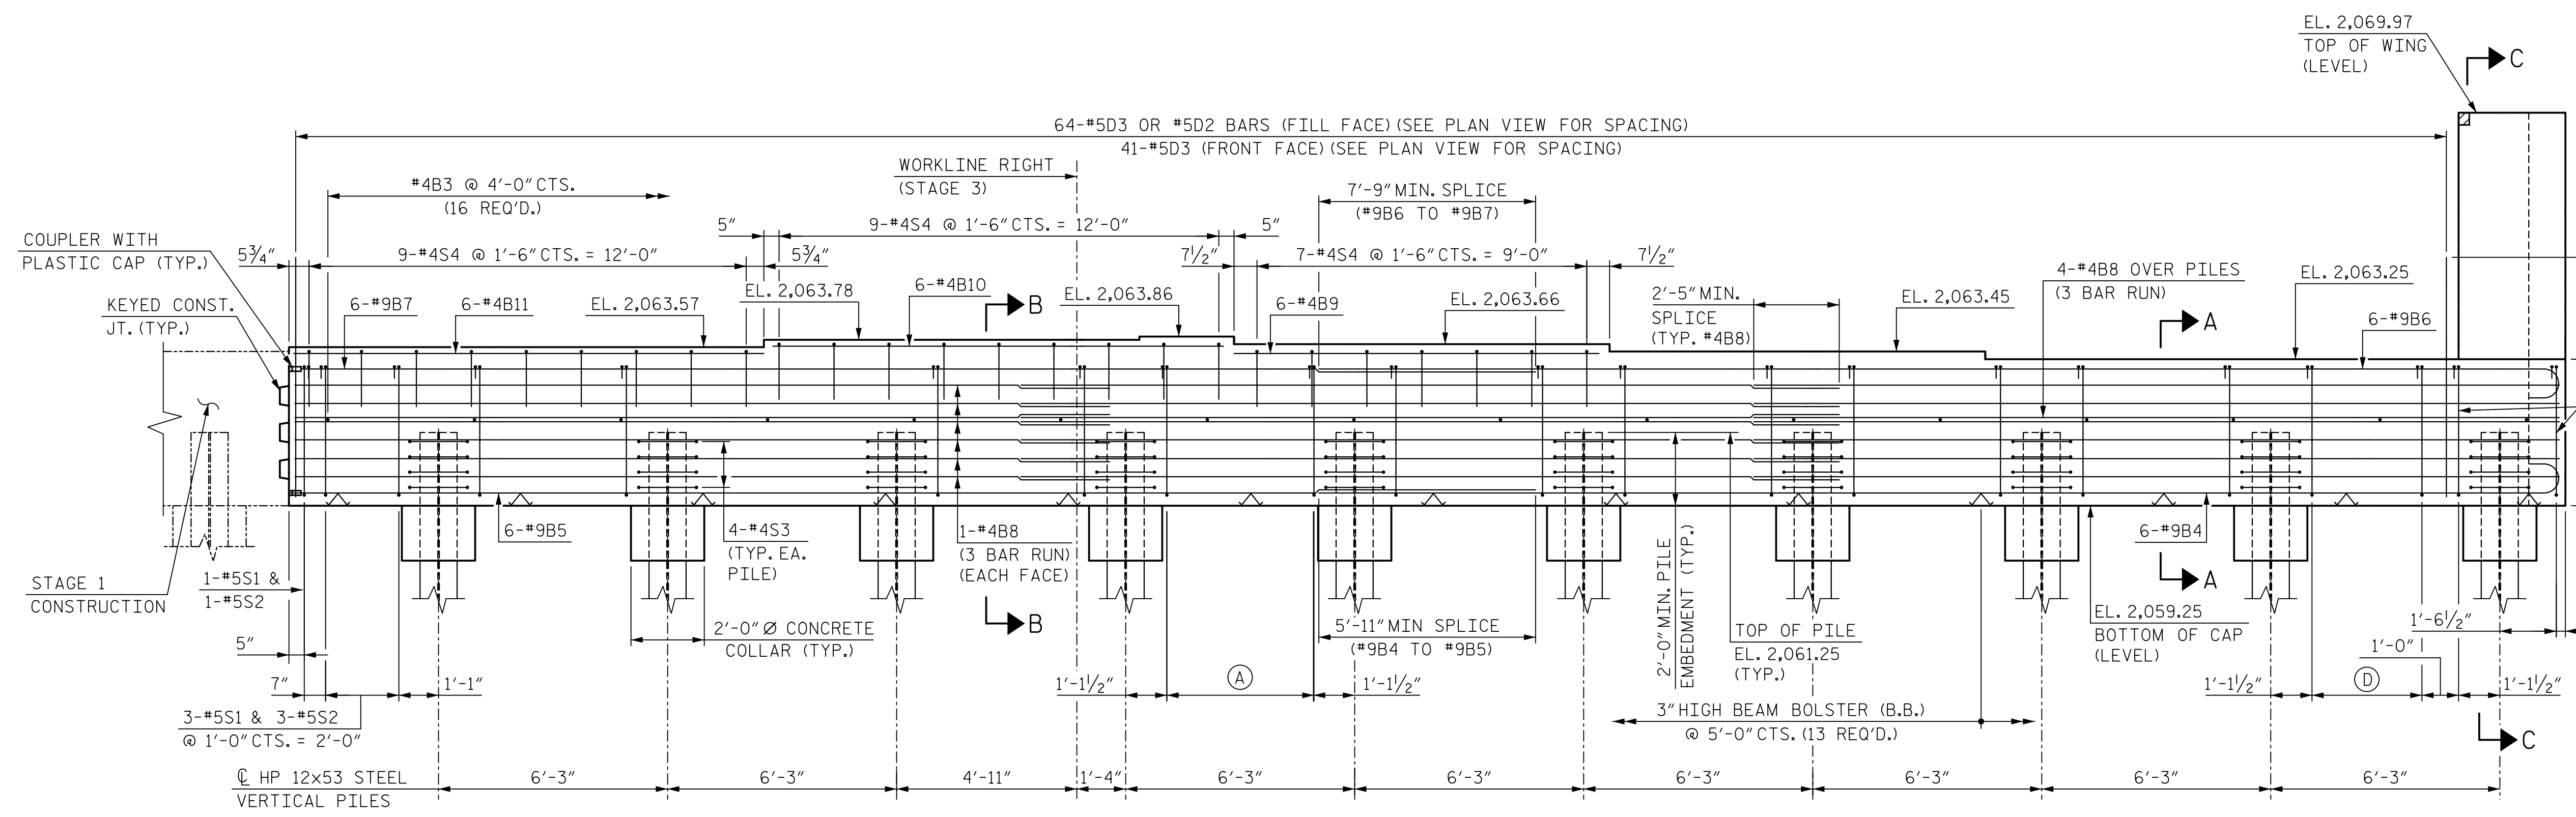 EL. 2,069.97
TOP OF WING
(LEVEL)
C
64-#5D3 OR #5D2 BARS (FILL FACE) (SEE PLAN VIEW FOR SPACING)
41-#5D3 (FRONT FACE) (SEE PLAN VIEW FOR SPACING)
WORKLINE RIGHT
(STAGE 3)
#4B3 @ 4'-0" CTS.
(16 REQ'D.)
7'-9" MIN. SPLICE
(#9B6 TO #9B7)
5"
9-#4S4 @ 1'-6" CTS. = 12'-0"
5"
COUPLER WITH
PLASTIC CAP (TYP.)
5¾"
9-#4S4 @ 1'-6" CTS. = 12'-0"
5¾"
7½"
7-#4S4 @ 1'-6" CTS. = 9'-0"
7½"
4-#4B8 OVER PILES
(3 BAR RUN)
EL. 2,063.25
KEYED CONST.
JT. (TYP.)
6-#9B7
6-#4B11
EL. 2,063.57
EL. 2,063.78
6-#4B10
B
EL. 2,063.86
6-#4B9
EL. 2,063.66
2'-5" MIN.
SPLICE
(TYP. #4B8)
EL. 2,063.45
A
6-#9B6
STAGE 1
CONSTRUCTION
1-#5S1 &
1-#5S2
6-#9B5
4-#4S3
(TYP. EA.
PILE)
1-#4B8
(3 BAR RUN)
(EACH FACE)
B
2'-0" Ø CONCRETE
COLLAR (TYP.)
5'-11" MIN SPLICE
(#9B4 TO #9B5)
2'-0" MIN. PILE
EMBEDMENT (TYP.)
TOP OF PILE
EL. 2,061.25
(TYP.)
6-#9B4
A
EL. 2,059.25
BOTTOM OF CAP
(LEVEL)
1'-6½"
1'-0"
5"
7"
1'-1"
1'-1½"
A
1'-1½"
1'-1½"
D
1'-1½"
3-#5S1 & 3-#5S2
@ 1'-0" CTS. = 2'-0"
3" HIGH BEAM BOLSTER (B.B.)
@ 5'-0" CTS. (13 REQ'D.)
C
℄ HP 12x53 STEEL
VERTICAL PILES
6'-3"
6'-3"
4'-11"
1'-4"
6'-3"
6'-3"
6'-3"
6'-3"
6'-3"
6'-3"